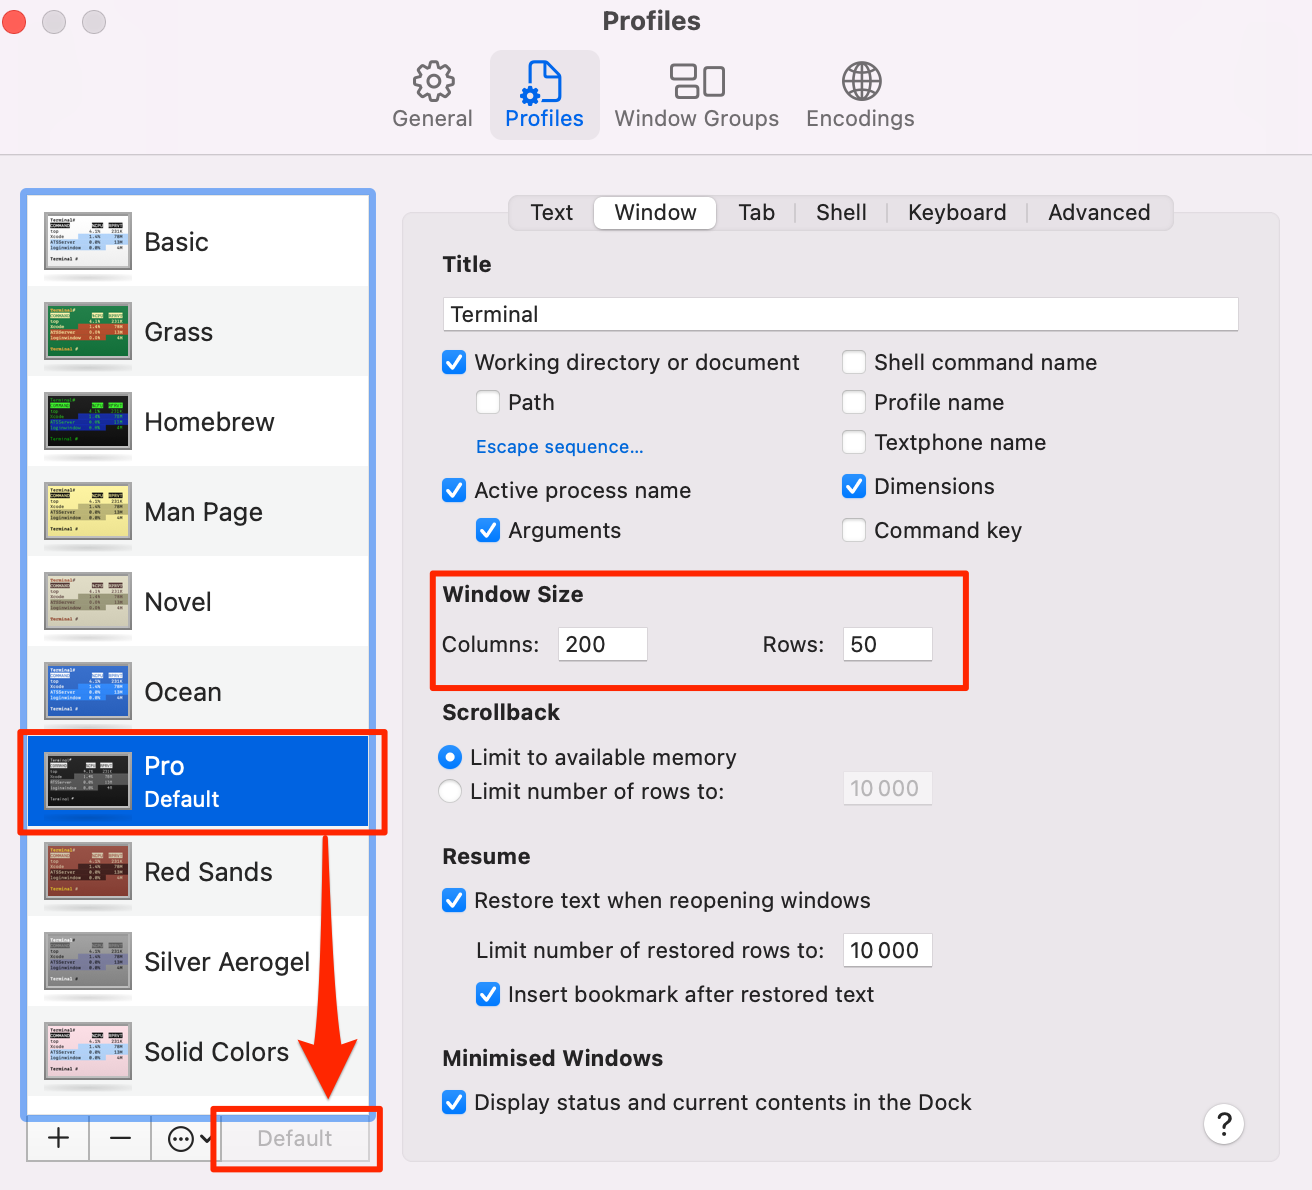 Profiles
General
Profiles
Window Groups
Encodings
Basic
Grass
Homebrew
Man Page
Novel
Ocean
Pro
Default
Red Sands
Silver Aerogel
Solid Colors
Default
Text
Window
Tab
Shell
Keyboard
Advanced
Title
Terminal
Working directory or document
Shell command name
Path
Profile name
Escape sequence...
Textphone name
Active process name
Dimensions
Arguments
Command key
Window Size
Columns: 200 Rows: 50
Scrollback
Limit to available memory
Limit number of rows to: 10 000
Resume
Restore text when reopening windows
Limit number of restored rows to: 10 000
Insert bookmark after restored text
Minimised Windows
Display status and current contents in the Dock
?